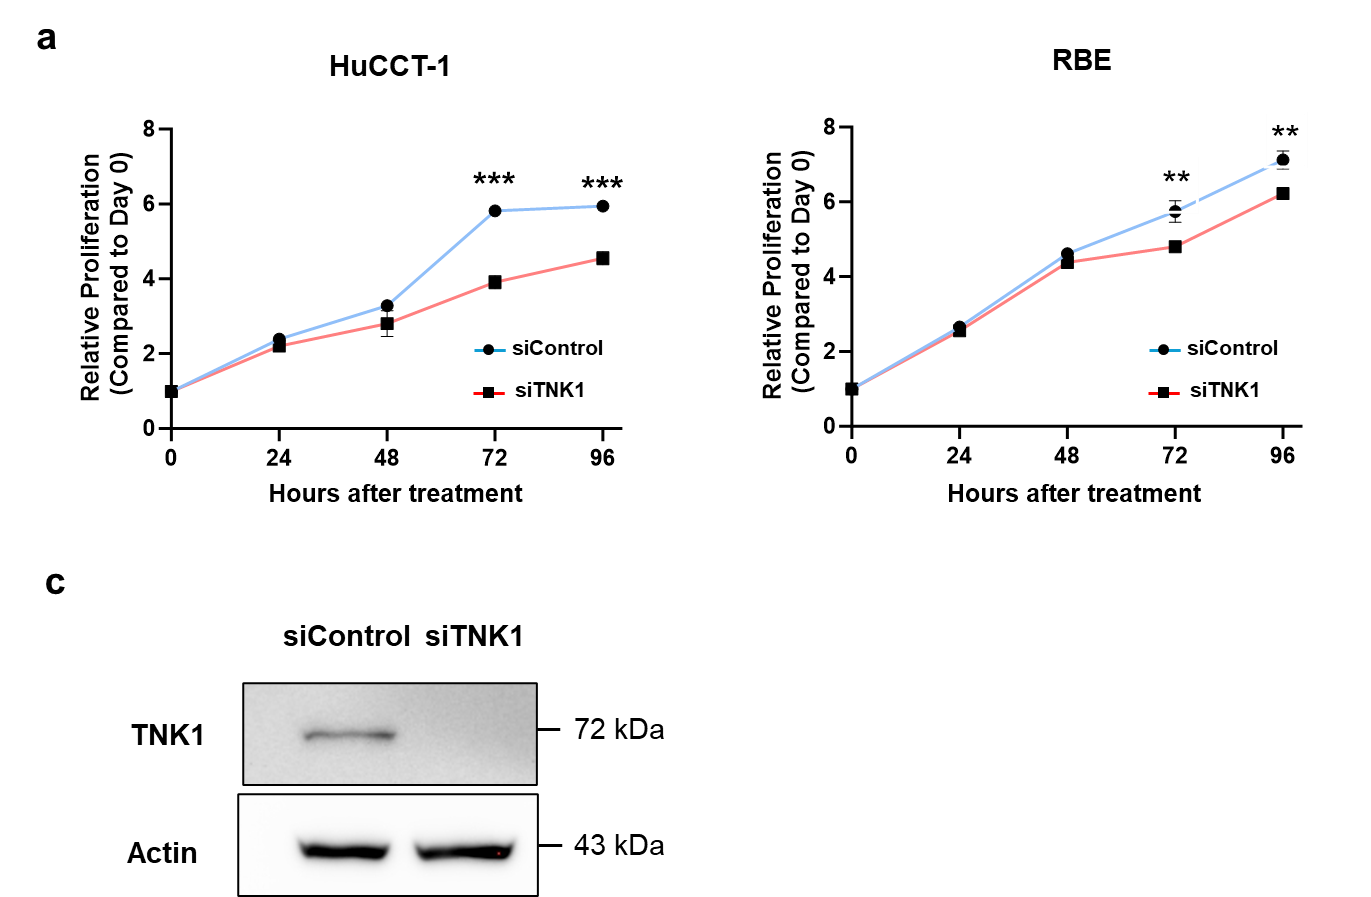 a
HuCCT-1
Relative Proliferation
(Compared to Day 0)
8
6
4
2
0
*** ***
siControl
siTNK1
0 24 48 72 96
Hours after treatment
RBE
Relative Proliferation
(Compared to Day 0)
8
6
4
2
0
** **
siControl
siTNK1
0 24 48 72 96
Hours after treatment
c
siControl siTNK1
TNK1 72 kDa
Actin 43 kDa